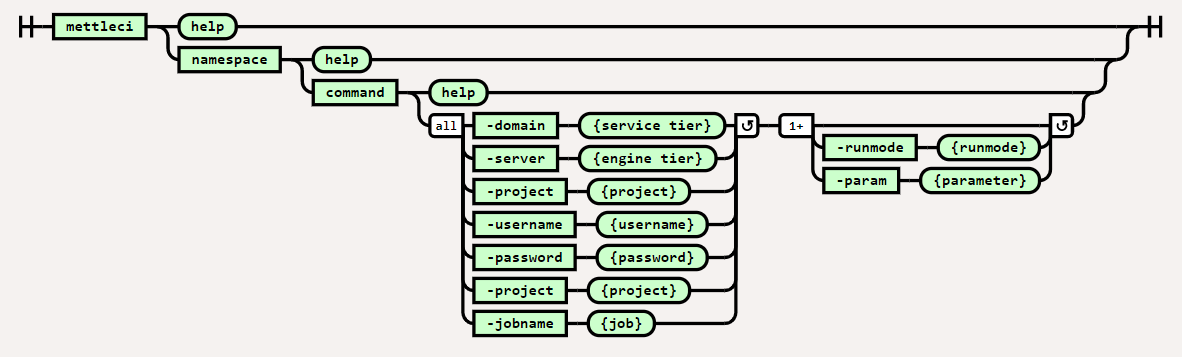 mettleci help
namespace help
command help
all -domain {service tier} ↺ 1+ ↺
-runmode {runmode}
-server {engine tier}
-param {parameter}
-project {project}
-username {username}
-password {password}
-project {project}
-jobname {job}